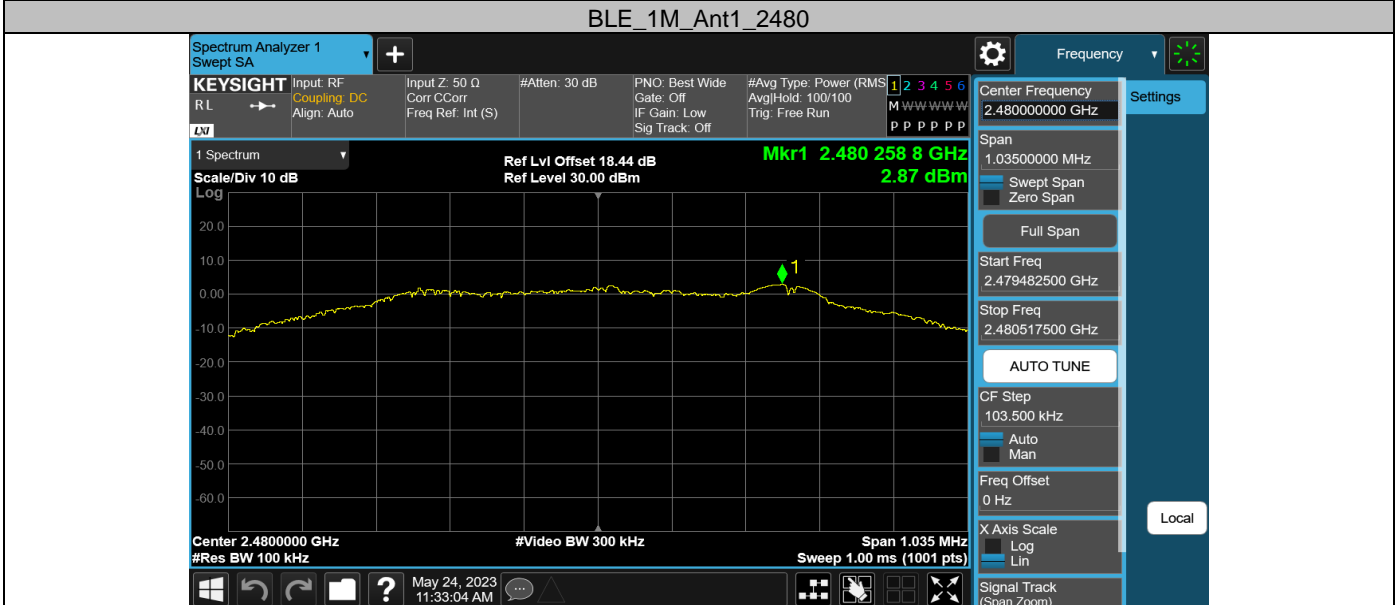 BLE_1M_Ant1_2480
Spectrum Analyzer 1
Swept SA
+
Frequency
KEYSIGHT
RL
LXI
Input: RF
Coupling: DC
Align: Auto
Input Z: 50 Ω
Corr CCorr
Freq Ref: Int (S)
#Atten: 30 dB
PNO: Best Wide
Gate: Off
IF Gain: Low
Sig Track: Off
#Avg Type: Power (RMS
Avg|Hold: 100/100
Trig: Free Run
1 2 3 4 5 6
M W W W W W
P P P P P P
1 Spectrum
Scale/Div 10 dB
Log
Ref Lvl Offset 18.44 dB
Ref Level 30.00 dBm
Mkr1 2.480 258 8 GHz
2.87 dBm
20.0
10.0
0.00
-10.0
-20.0
-30.0
-40.0
-50.0
-60.0
1
Center 2.4800000 GHz
#Res BW 100 kHz
#Video BW 300 kHz
Span 1.035 MHz
Sweep 1.00 ms (1001 pts)
Center Frequency
2.480000000 GHz
Settings
Span
1.03500000 MHz
Swept Span
Zero Span
Full Span
Start Freq
2.479482500 GHz
Stop Freq
2.480517500 GHz
AUTO TUNE
CF Step
103.500 kHz
Auto
Man
Freq Offset
0 Hz
X Axis Scale
Log
Lin
Local
Signal Track
(Span Zoom)
?
May 24, 2023
11:33:04 AM